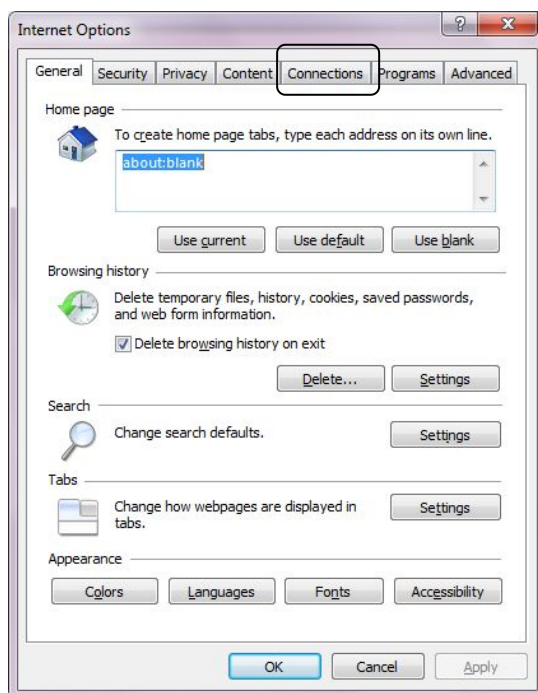 Internet Options
General Security Privacy Content Connections Programs Advanced
Home page
To create home page tabs, type each address on its own line.
about:blank
Use current Use default Use blank
Browsing history
Delete temporary files, history, cookies, saved passwords,
and web form information.
Delete browsing history on exit
Delete... Settings
Search
Change search defaults. Settings
Tabs
Change how webpages are displayed in
tabs.
Settings
Appearance
Colors Languages Fonts Accessibility
OK Cancel Apply